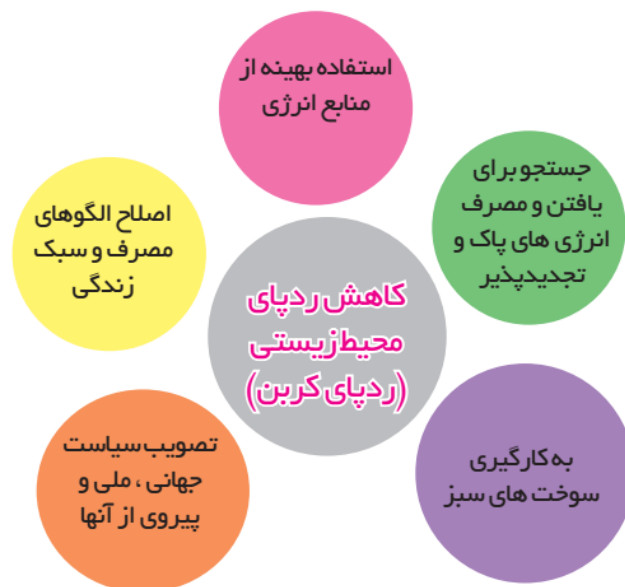 استفاده بهینه از
منابع انرژی
جستجو برای
یافتن و مصرف
انرژی های پاک و
تجدیدپذیر
اصلاح الگوهای
مصرف و سبک
زندگی
کاهش ردپای
محیط‌زیستی
(ردپای کربن)
به کارگیری
سوخت های سبز
تصویب سیاست
جهانی ، ملی و
پیروی از آنها